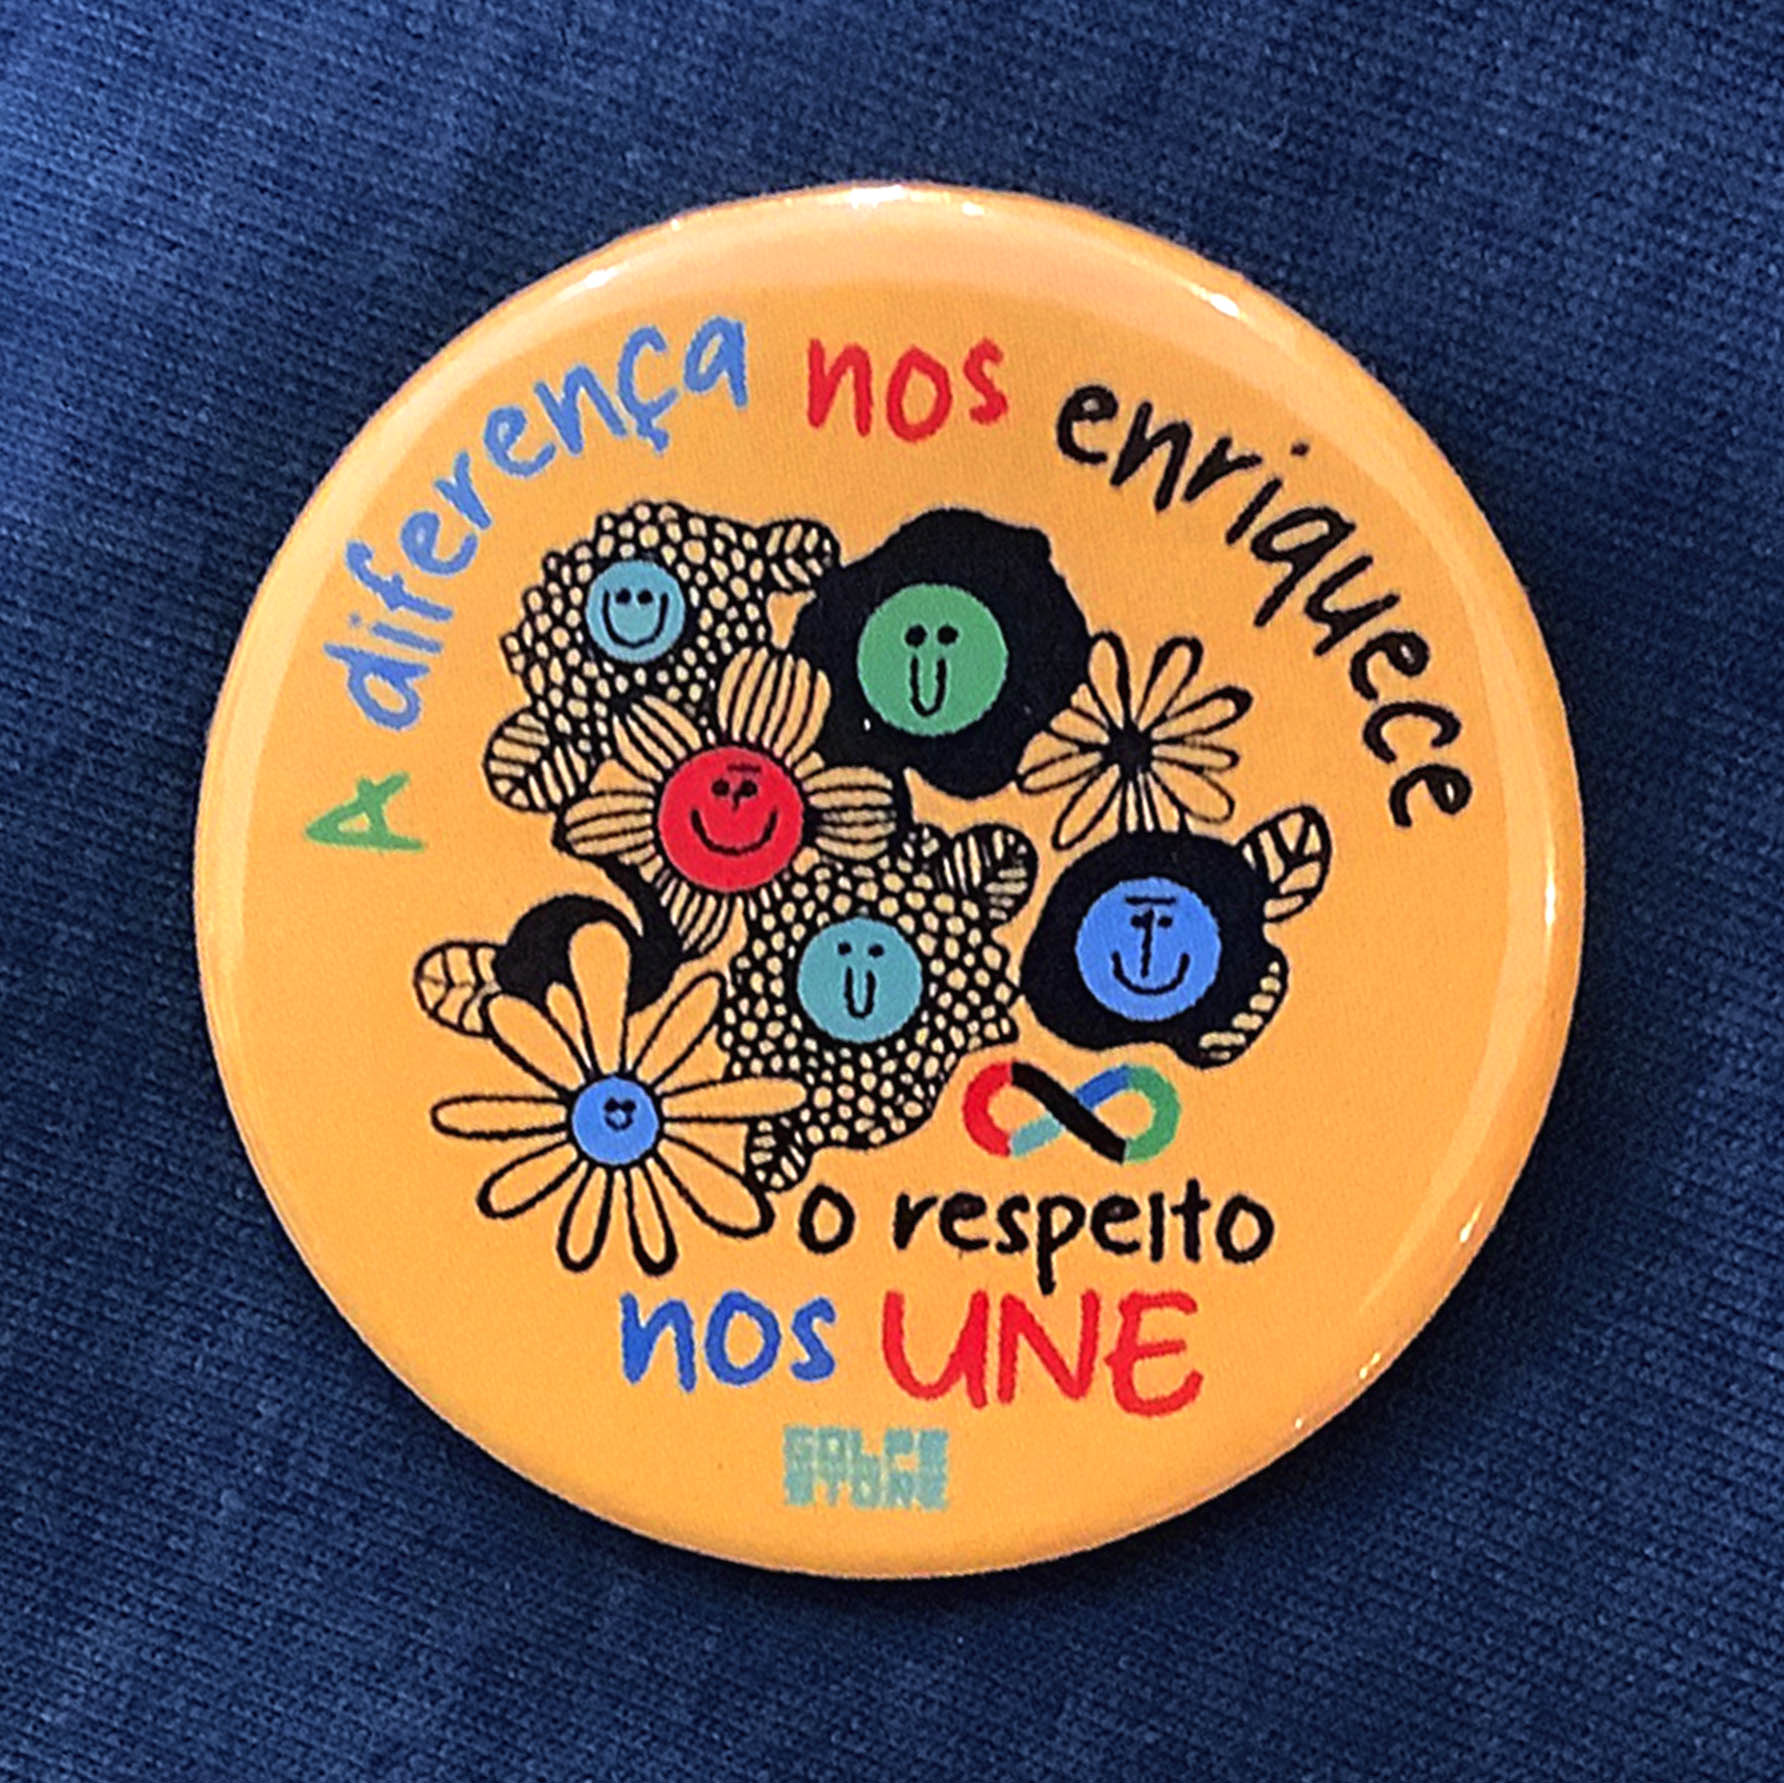 A diferença nos enriquece
o respeito
nos UNE